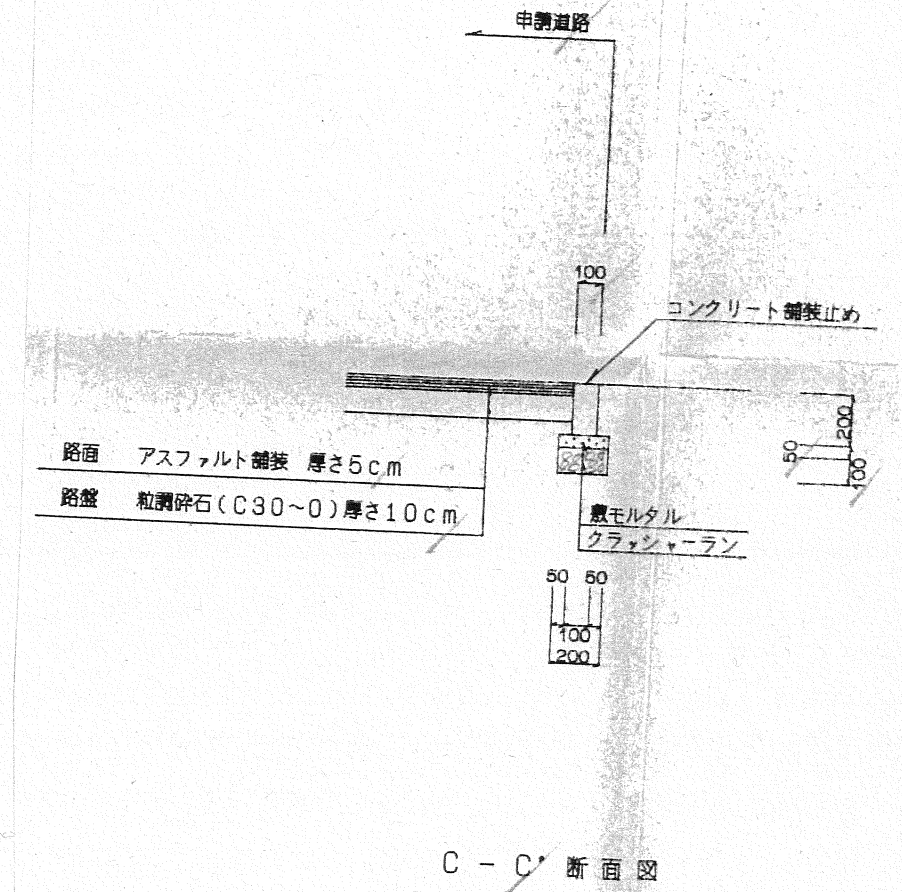 申請道路
100
コンクリート舗装止め
路面 アスファルト舗装 厚さ5cm
路盤 粒調砕石(C30~0)厚さ10cm
200
50
100
敷モルタル
クラッシャーラン
50 50
100
200
C - C' 断面図